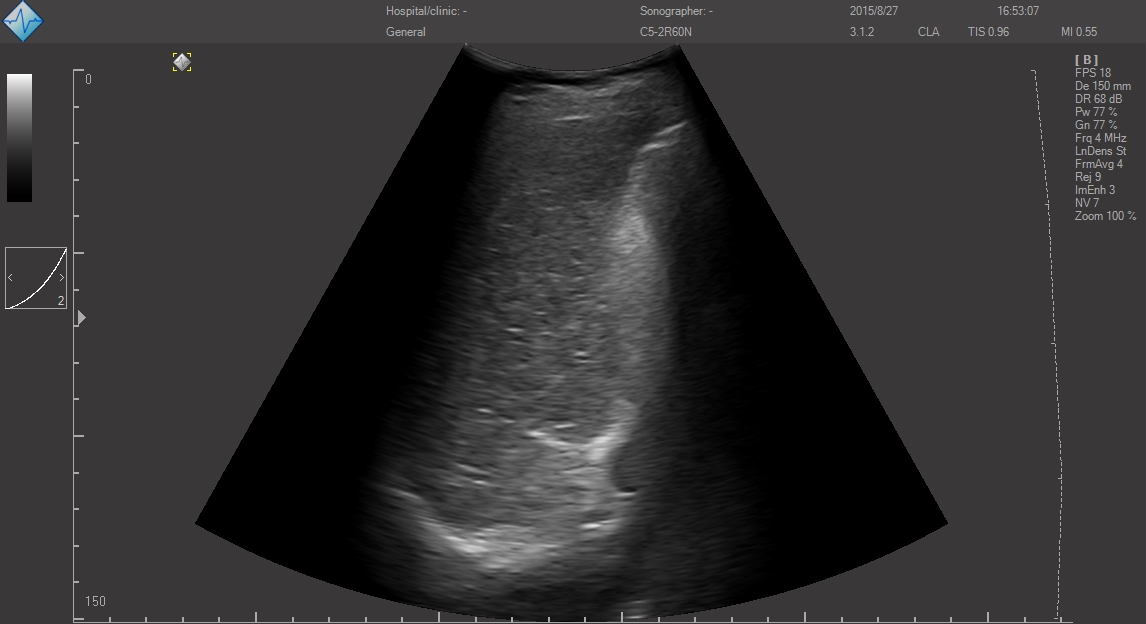 Hospital/clinic: - Sonographer: - 2015/8/27 16:53:07
General C5-2R60N 3.1.2 CLA TIS 0.96 MI 0.55
[ B ]
FPS 18
De 150 mm
DR 68 dB
Pw 77 %
Gn 77 %
Frq 4 MHz
LnDens St
FrmAvg 4
Rej 9
ImEnh 3
NV 7
Zoom 100 %
0
2
150